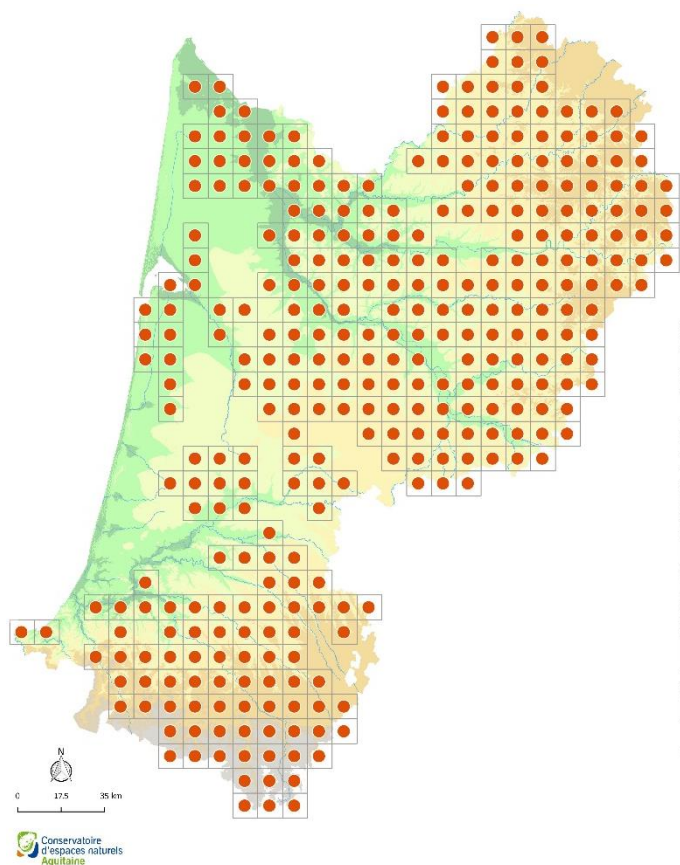 N
0 17.5 35 km
Conservatoire
d'espaces naturels
Aquitaine